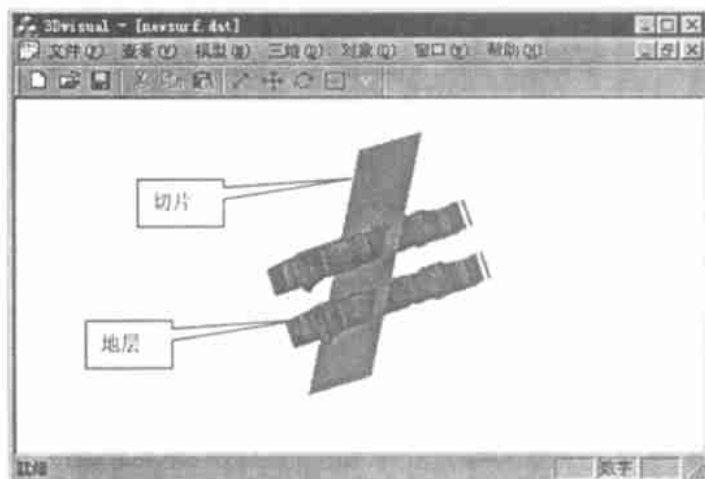 3Dvisual - [newsurf.dat]
文件(F) 查看(V) 模型(M) 三维(D) 对象(O) 窗口(W) 帮助(H)
切片
地层
就绪 数字